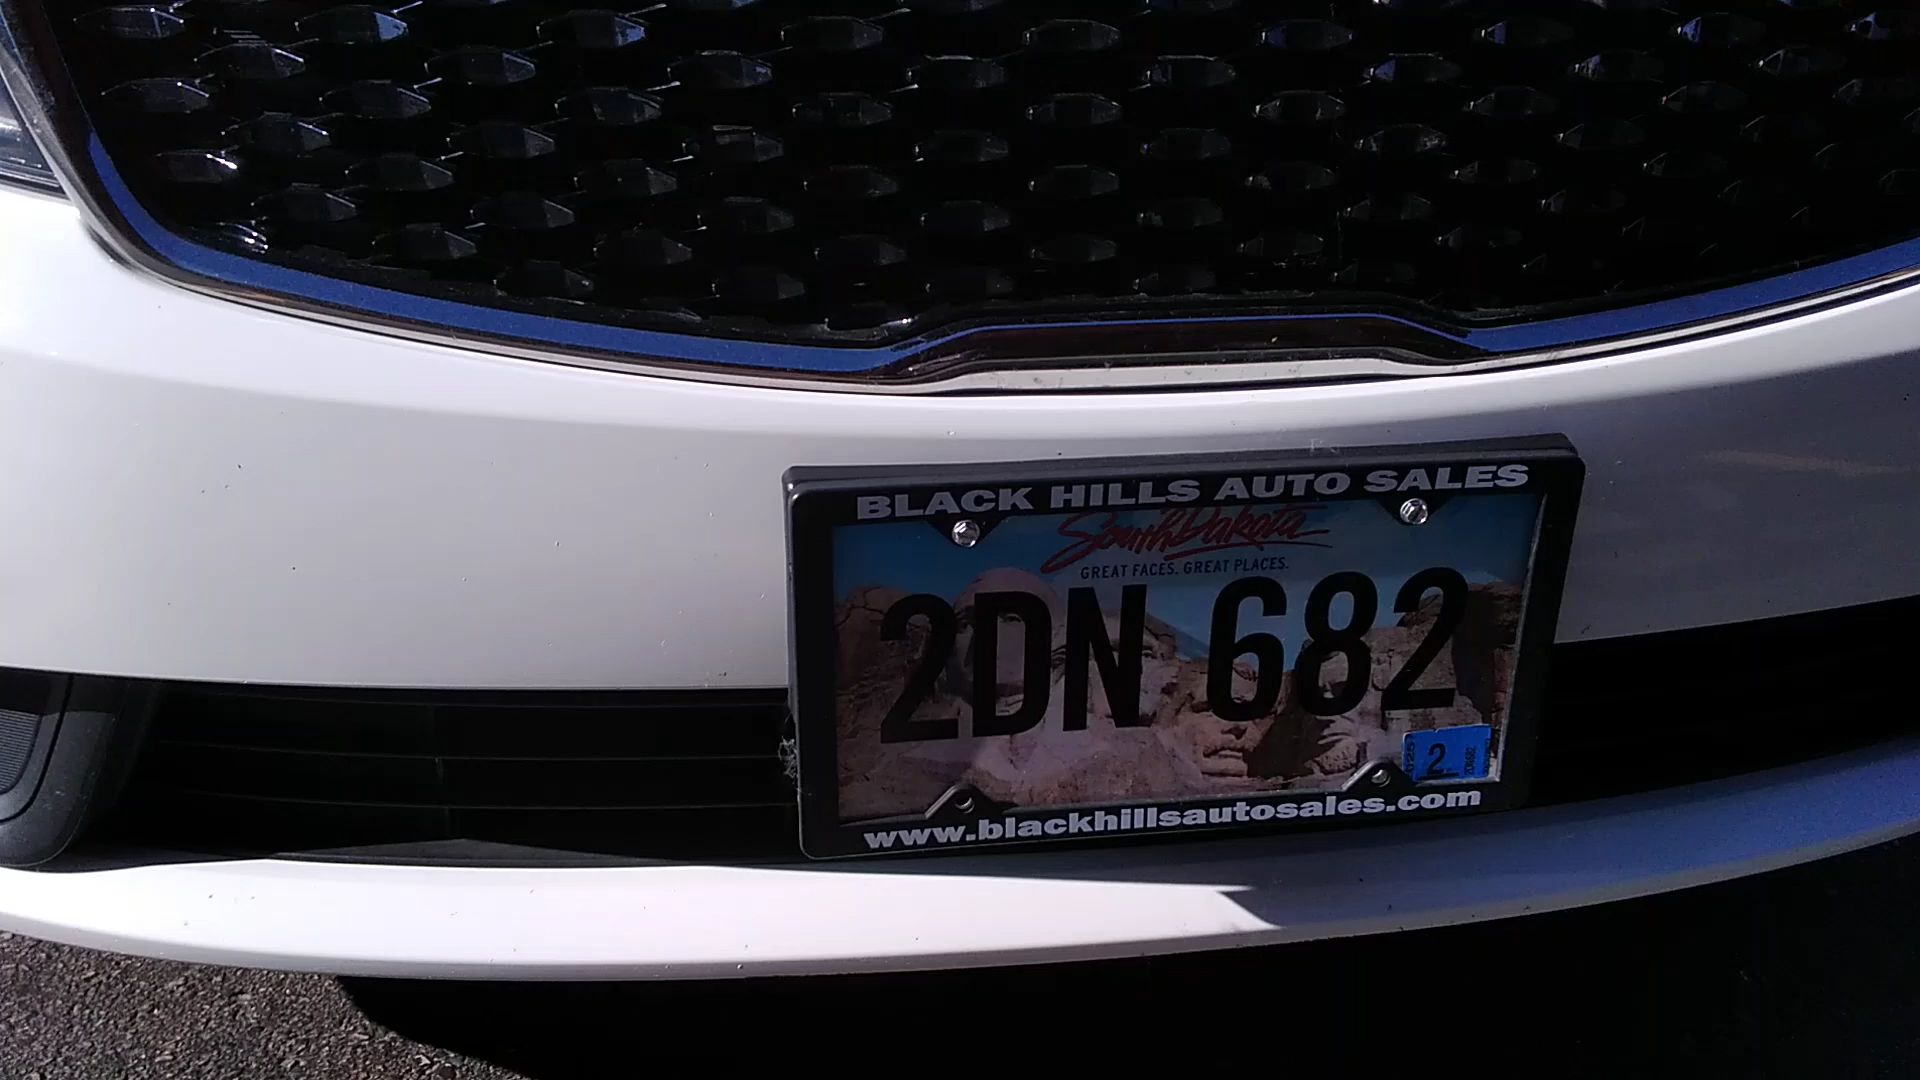 BLACK HILLS AUTO SALES
South Dakota
GREAT FACES. GREAT PLACES.
2DN 682
2
www.blackhillsautosales.com